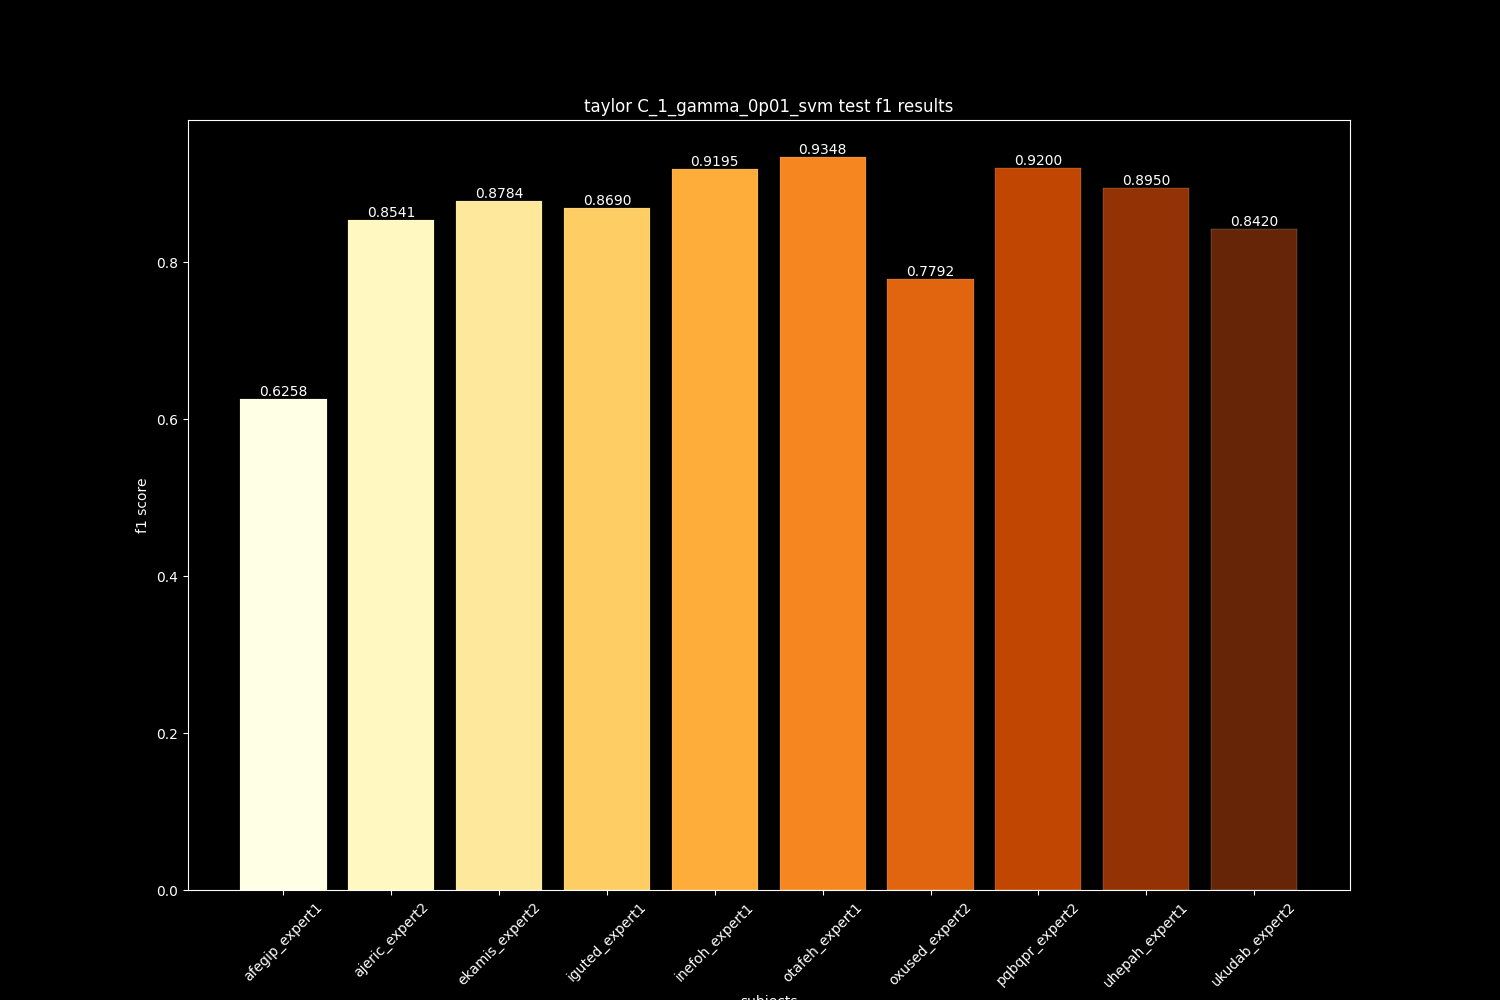 taylor C_1_gamma_0p01_svm test f1 results
0.9348
0.9195
0.9200
0.8950
0.8784
0.8690
0.8541
0.8420
0.7792
0.6258
0.8
0.6
0.4
0.2
0.0
f1 score
afegip_expert1
ajeric_expert2
ekamis_expert2
iguted_expert1
inefoh_expert1
otafeh_expert1
oxused_expert2
pqbqpr_expert2
uhepah_expert1
ukudab_expert2
subjects